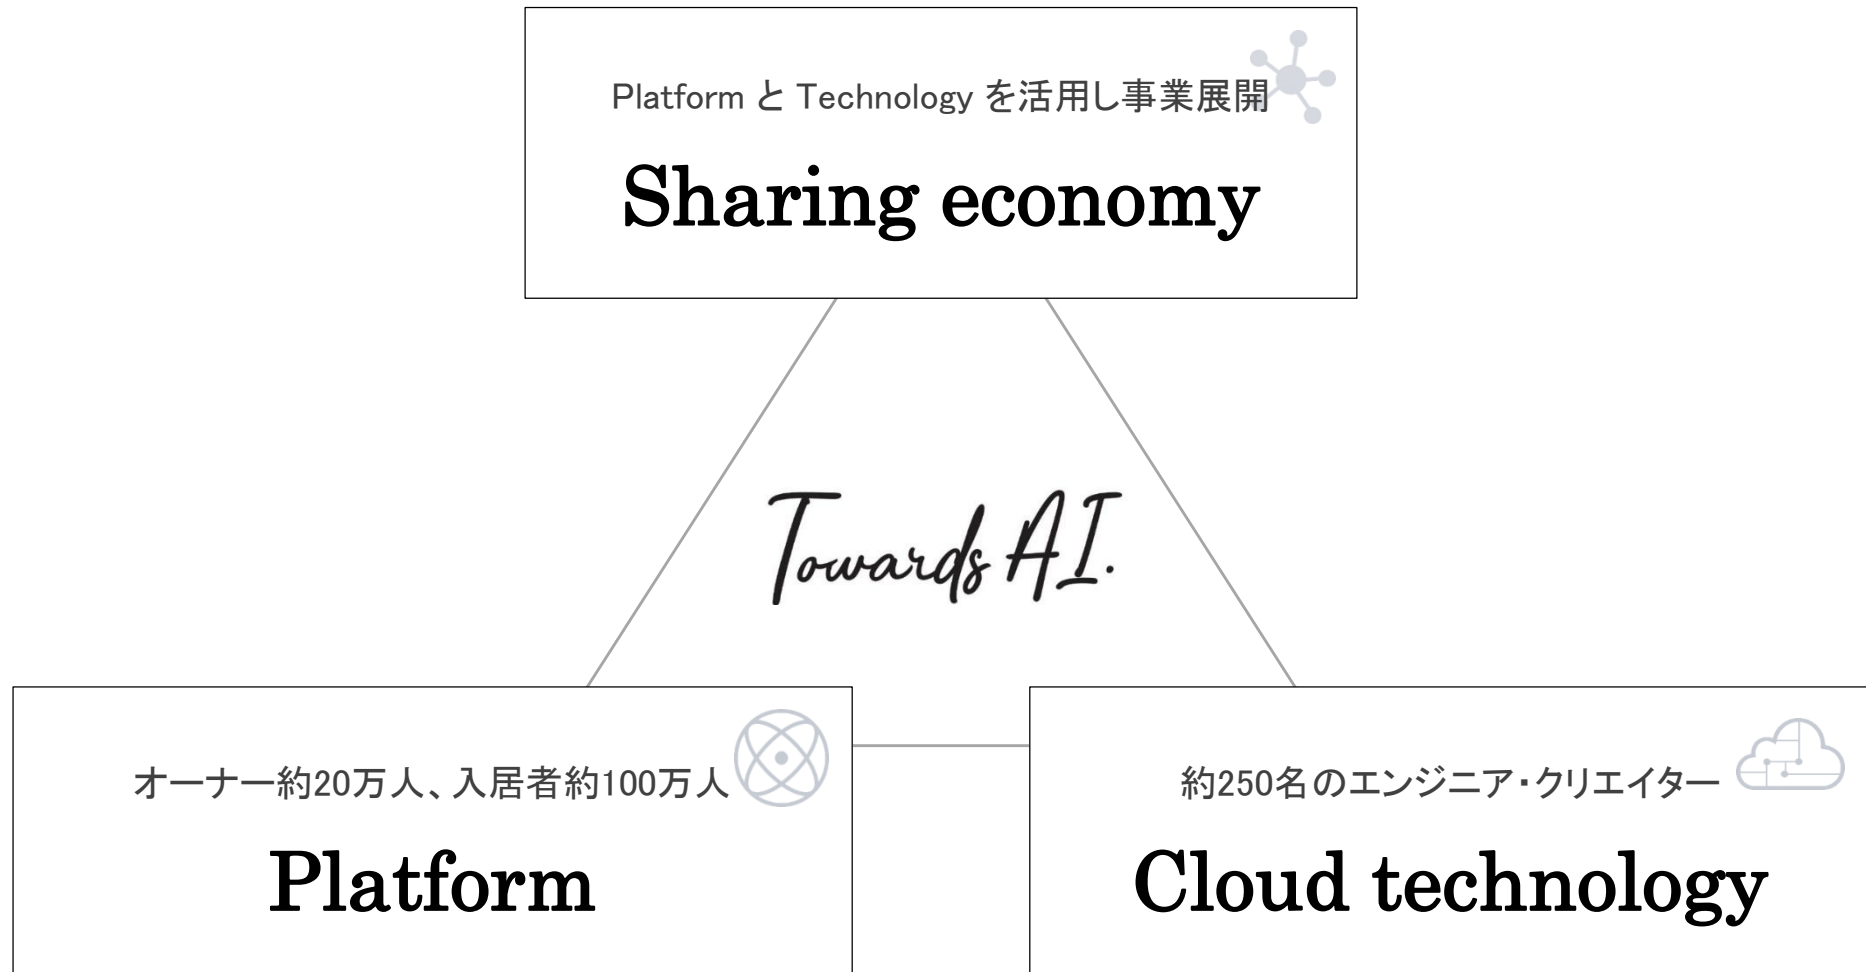 Platform と Technology を活用し事業展開
Sharing economy
Towards AI.
オーナー約20万人、入居者約100万人
Platform
約250名のエンジニア・クリエイター
Cloud technology